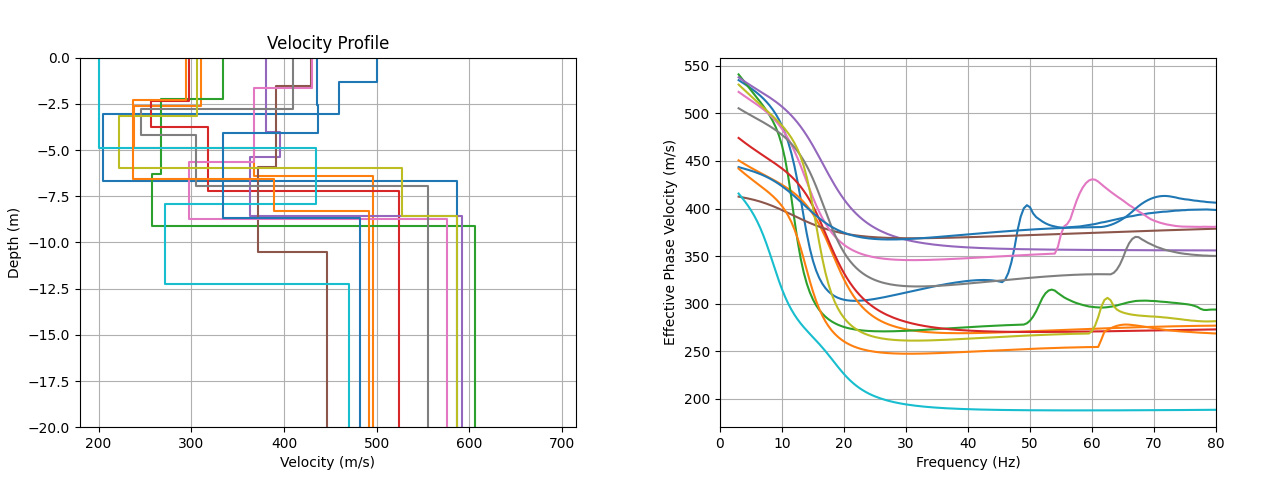 Velocity Profile
0.0
−2.5
−5.0
−7.5
−10.0
−12.5
−15.0
−17.5
−20.0
Depth (m)
200 300 400 500 600 700
Velocity (m/s)
550
500
450
400
350
300
250
200
Effective Phase Velocity (m/s)
0 10 20 30 40 50 60 70 80
Frequency (Hz)